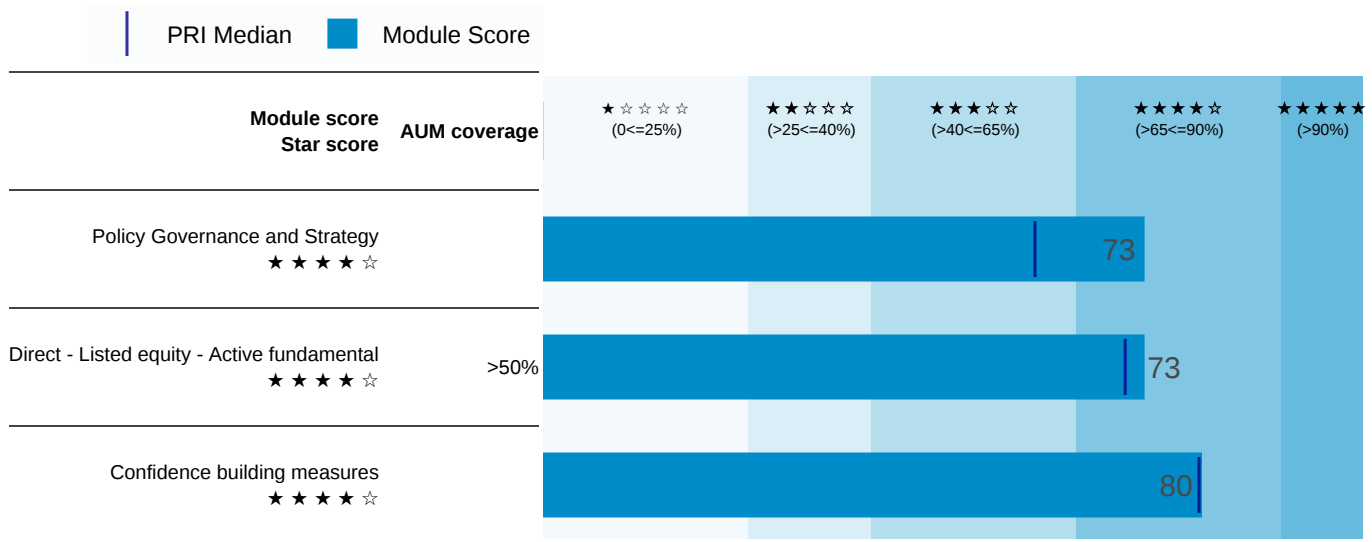 PRI Median
Module Score
Module score
Star score
AUM coverage
★☆☆☆☆
(0<=25%)
★★☆☆☆
(>25<=40%)
★★★☆☆
(>40<=65%)
★★★★☆
(>65<=90%)
★★★★★
(>90%)
Policy Governance and Strategy
★★★★☆
73
Direct - Listed equity - Active fundamental
★★★★☆
>50%
73
Confidence building measures
★★★★☆
80